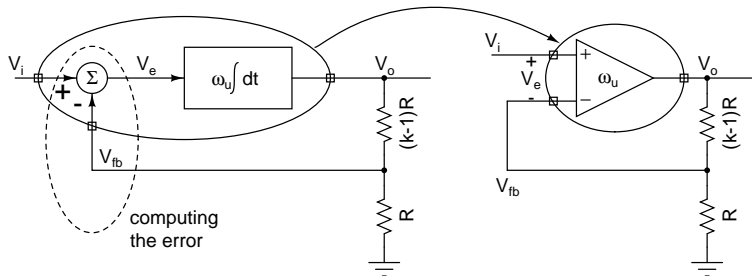 V_i
Σ
+
-
V_e
ω_u∫ dt
V_o
(k-1)R
R
V_fb
computing
the error
V_i
+
V_e
-
+
−
ω_u
V_o
(k-1)R
R
V_fb